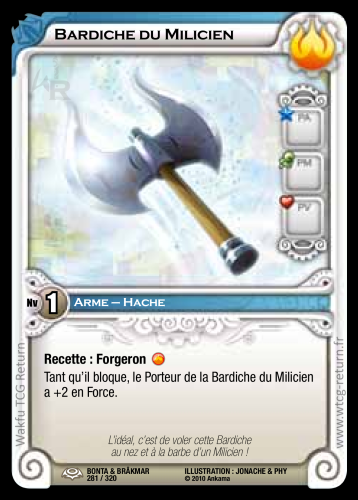 Bardiche du Milicien
PA
PM
PV
Nv 1 Arme – Hache
Recette : Forgeron
Tant qu'il bloque, le Porteur de la Bardiche du Milicien
a +2 en Force.
L'idéal, c'est de voler cette Bardiche
au nez et à la barbe d'un Milicien !
Wakfu TCG Return
www.wtcg-return.fr
BONTA & BRÂKMAR
281 / 320
ILLUSTRATION : JONACHE & PHY
© 2010 Ankama